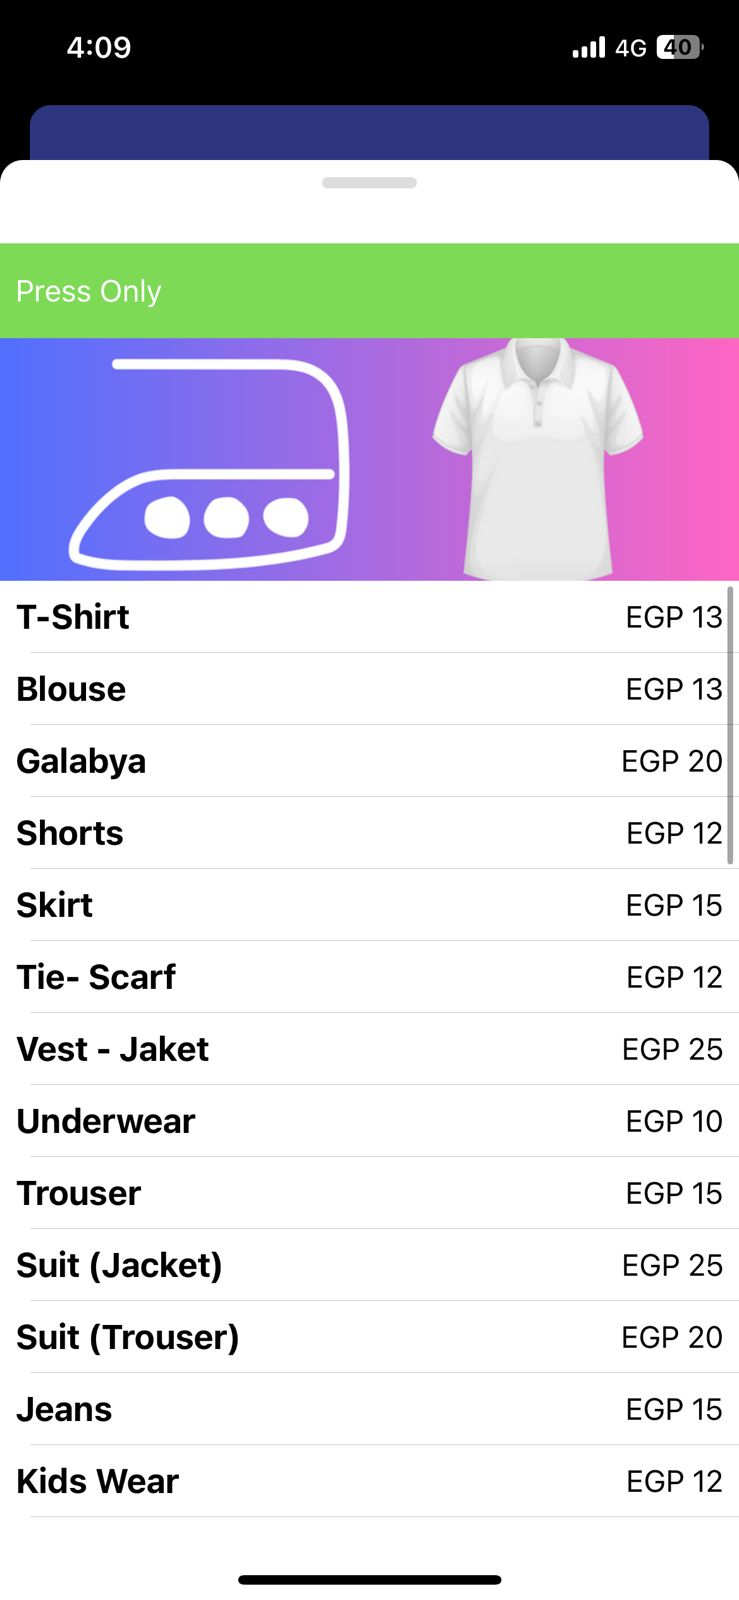 4:09
4G 40
Press Only
T-Shirt EGP 13
Blouse EGP 13
Galabya EGP 20
Shorts EGP 12
Skirt EGP 15
Tie- Scarf EGP 12
Vest - Jaket EGP 25
Underwear EGP 10
Trouser EGP 15
Suit (Jacket) EGP 25
Suit (Trouser) EGP 20
Jeans EGP 15
Kids Wear EGP 12